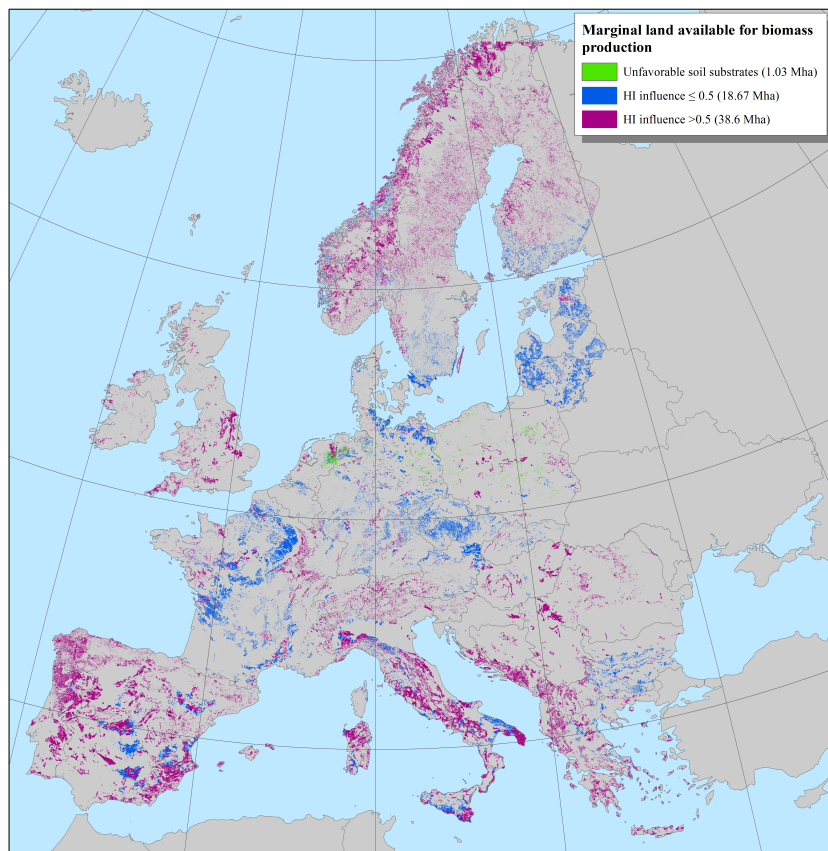 Marginal land available for biomass
production
Unfavorable soil substrates (1.03 Mha)
HI influence ≤ 0.5 (18.67 Mha)
HI influence >0.5 (38.6 Mha)